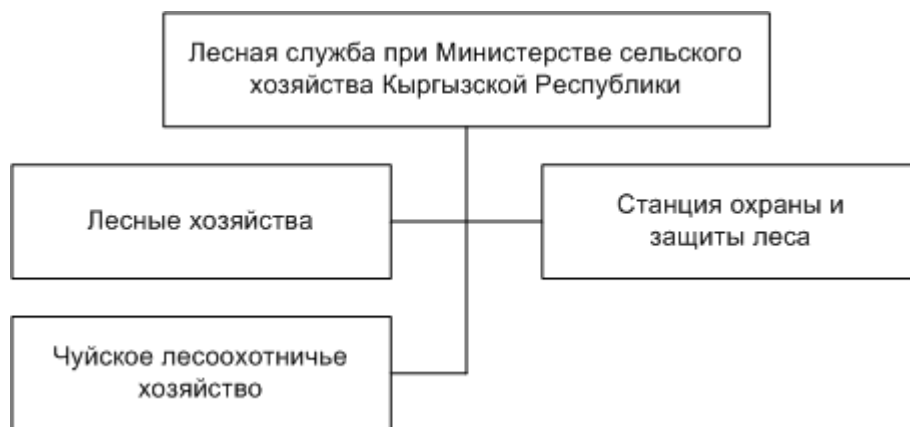 Лесная служба при Министерстве сельского
хозяйства Кыргызской Республики
Лесные хозяйства
Станция охраны и
защиты леса
Чуйское лесоохотничье
хозяйство